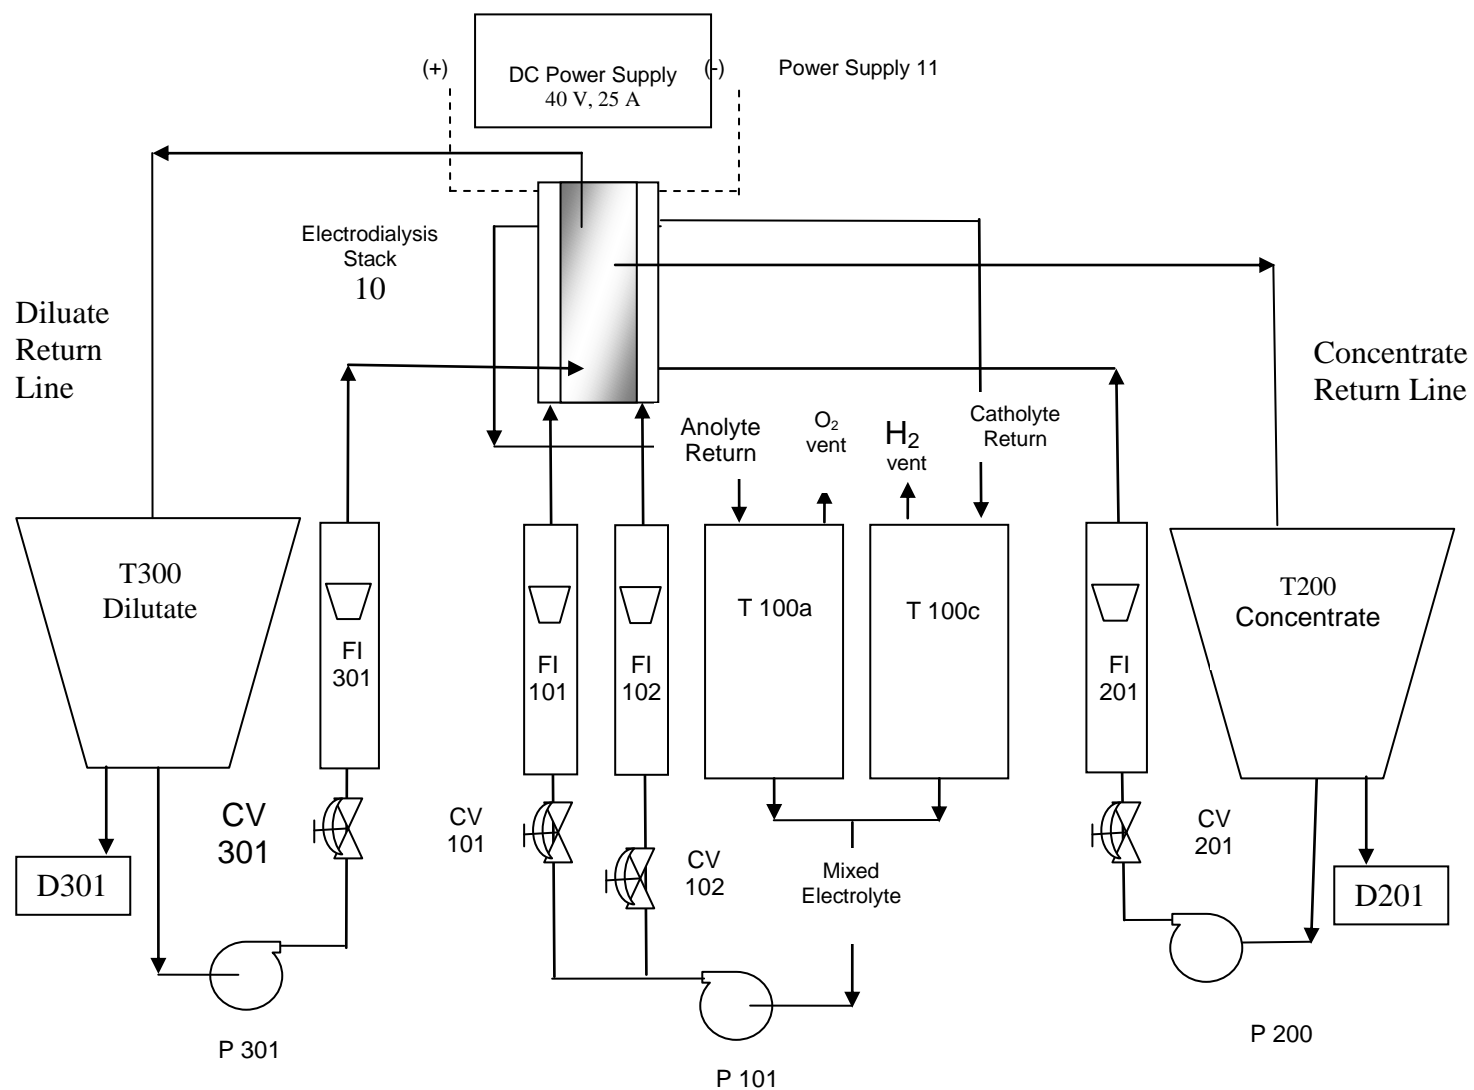 (+)
DC Power Supply
40 V, 25 A
(-)
Power Supply 11
Electrodialysis
Stack
10
Diluate
Return
Line
Concentrate
Return Line
Anolyte
Return
O2
vent
H2
vent
Catholyte
Return
T300
Dilutate
FI
301
FI
101
FI
102
T 100a
T 100c
FI
201
T200
Concentrate
CV
301
CV
101
CV
102
Mixed
Electrolyte
CV
201
D301
D201
P 301
P 101
P 200